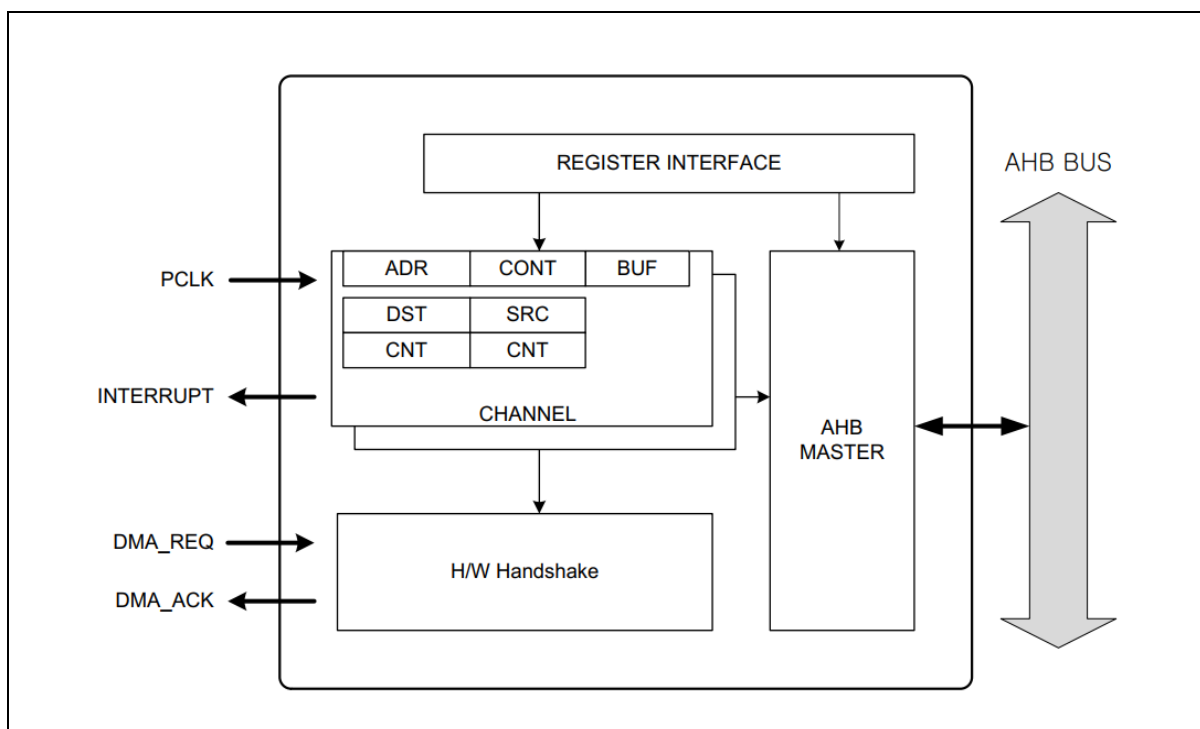 REGISTER INTERFACE
AHB BUS
PCLK
ADR CONT BUF
DST SRC
CNT CNT
INTERRUPT
CHANNEL
AHB
MASTER
DMA_REQ
H/W Handshake
DMA_ACK